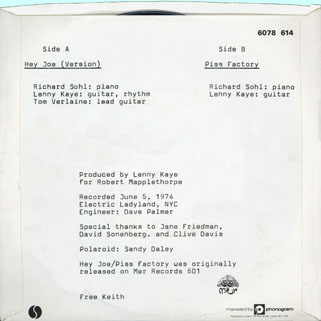 6078 614
Side A
Side B
Hey Joe (Version)
Piss Factory
Richard Sohl: piano
Lenny Kaye: guitar, rhythm
Tom Verlaine: lead guitar
Richard Sohl: piano
Lenny Kaye: guitar
Produced by Lenny Kaye
for Robert Mapplethorpe
Recorded June 5, 1974
Electric Ladyland, NYC
Engineer: Dave Palmer
Special thanks to Jane Friedman,
David Sonenberg, and Clive Davis
Polaroid: Sandy Daley
Hey Joe/Piss Factory was originally
released on Mer Records 601
Free Keith
mer
marketed by phonogram